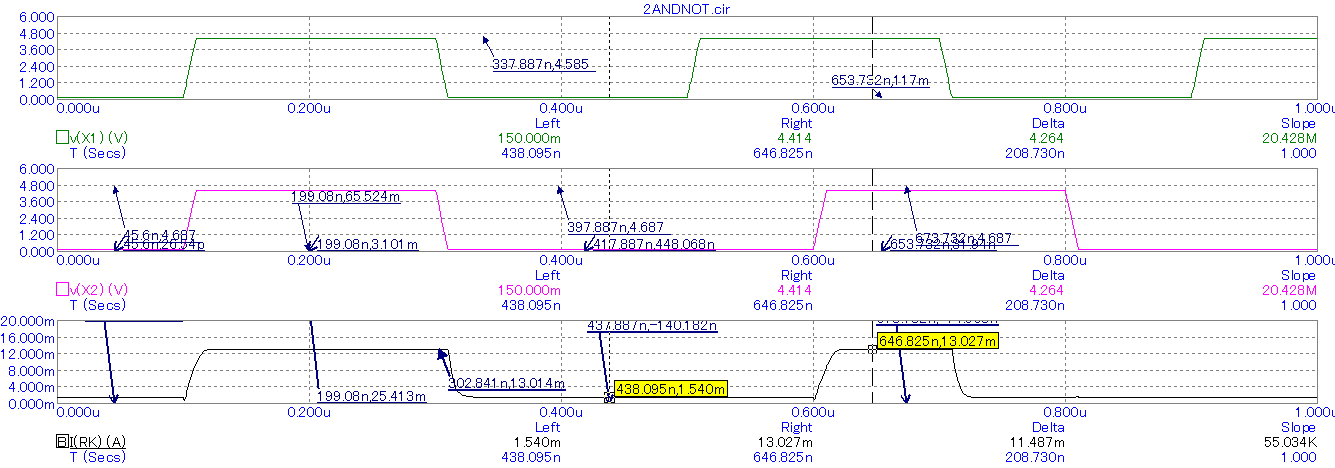 2ANDNOT.cir
6.000
4.800
3.600
2.400
1.200
0.000
337.887n,4.585
653.732n,117m
0.000u 0.200u 0.400u 0.600u 0.800u 1.000u
Left Right Delta Slope
v(X1) (V) 150.000m 4.414 4.264 20.428M
T (Secs) 438.095n 646.825n 208.730n 1.000
6.000
4.800
3.600
2.400
1.200
0.000
199.08n,65.524m
397.887n,4.687
45.6n,4.687
673.732n,4.687
199.08n,3.101m
417.887n,448.068n
0.000u 0.200u 0.400u 0.600u 0.800u 1.000u
Left Right Delta Slope
v(X2) (V) 150.000m 4.414 4.264 20.428M
T (Secs) 438.095n 646.825n 208.730n 1.000
20.000m
16.000m
12.000m
8.000m
4.000m
0.000m
437.887n,-140.182n
646.825n,13.027m
302.841n,13.014m
438.095n,1.540m
199.08n,25.413m
0.000u 0.200u 0.400u 0.600u 0.800u 1.000u
Left Right Delta Slope
B I(RK) (A) 1.540m 13.027m 11.487m 55.034K
T (Secs) 438.095n 646.825n 208.730n 1.000